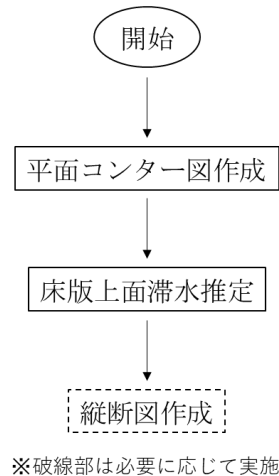 開始
平面コンター図作成
床版上面滞水推定
縦断図作成
※破線部は必要に応じて実施